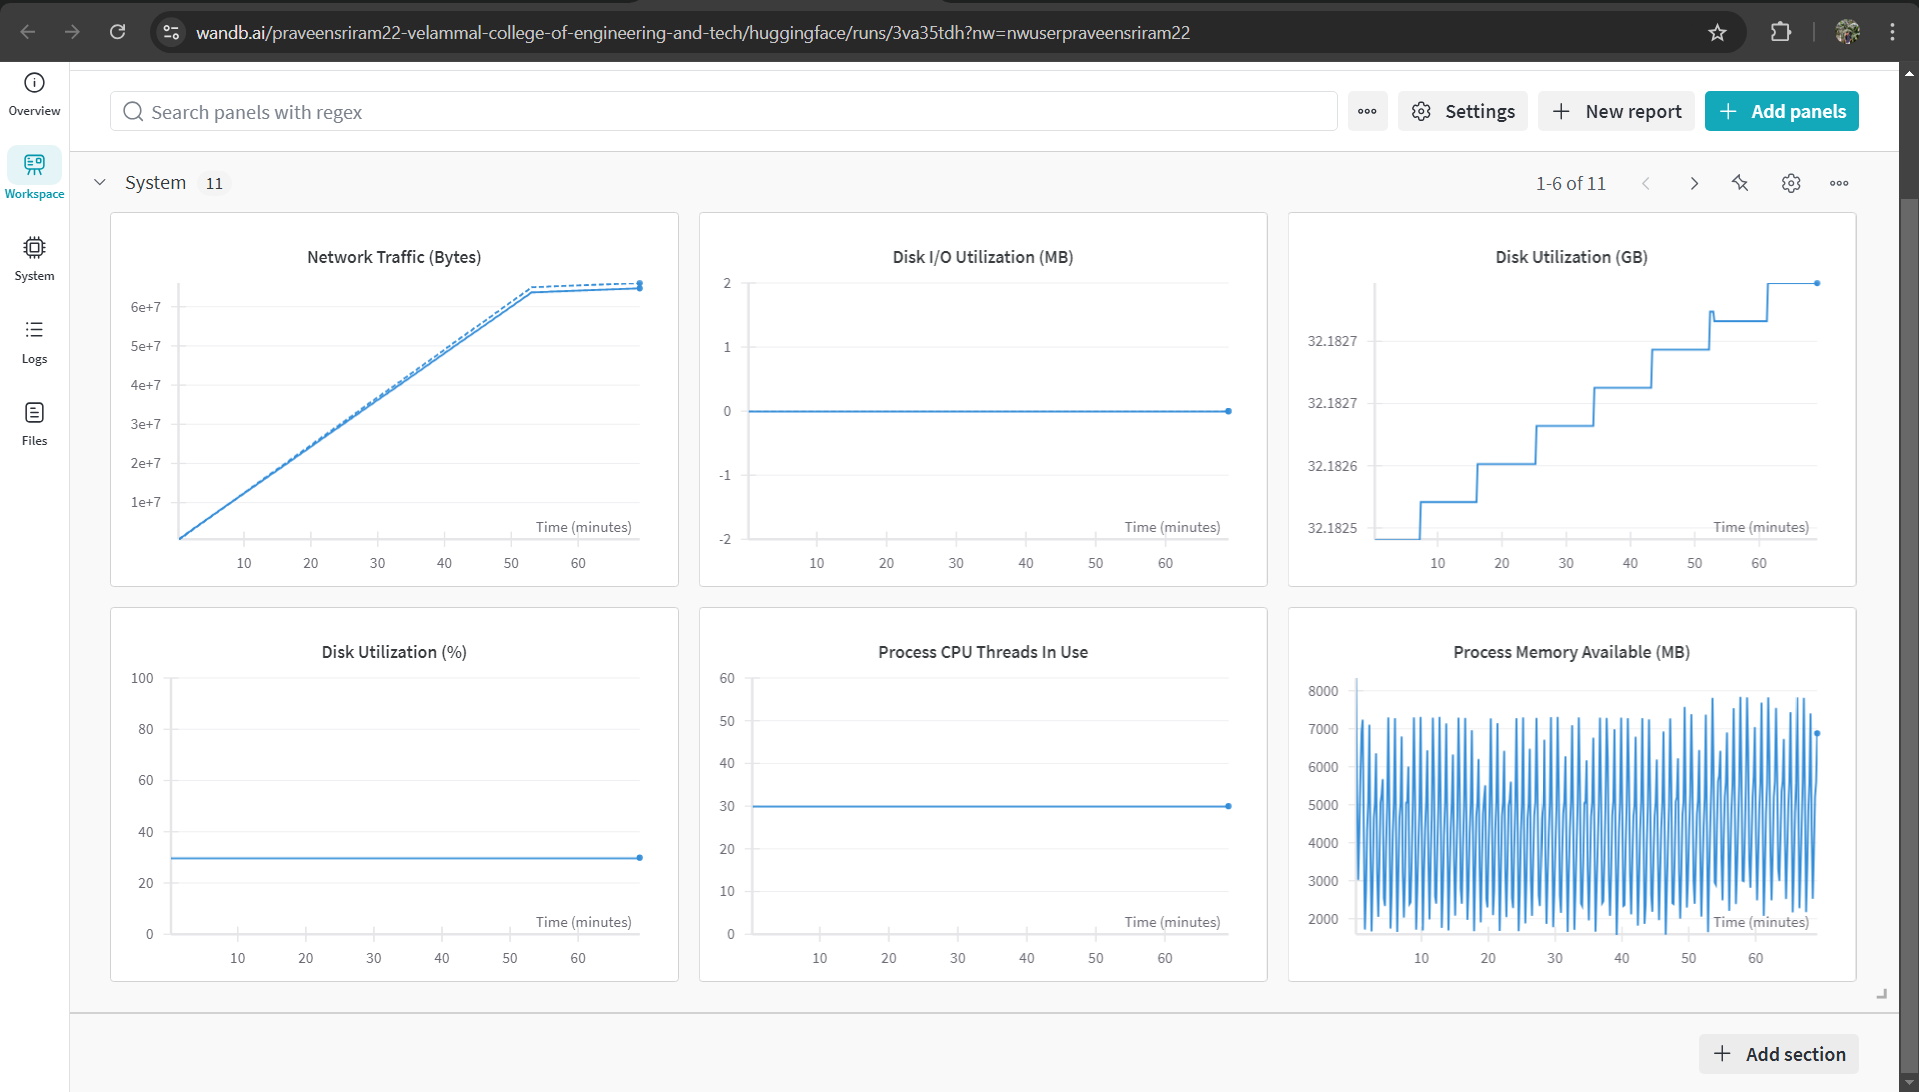 wandb.ai/praveensriram22-velammal-college-of-engineering-and-tech/huggingface/runs/3va35tdh?nw=nwuserpraveensriram22
Overview
Workspace
System
Logs
Files
Search panels with regex
Settings
New report
Add panels
System 11
1-6 of 11
Network Traffic (Bytes)
6e+7
5e+7
4e+7
3e+7
2e+7
1e+7
Time (minutes)
10 20 30 40 50 60
Disk I/O Utilization (MB)
2
1
0
-1
-2
Time (minutes)
10 20 30 40 50 60
Disk Utilization (GB)
32.1827
32.1827
32.1826
32.1825
Time (minutes)
10 20 30 40 50 60
Disk Utilization (%)
100
80
60
40
20
0
Time (minutes)
10 20 30 40 50 60
Process CPU Threads In Use
60
50
40
30
20
10
0
Time (minutes)
10 20 30 40 50 60
Process Memory Available (MB)
8000
7000
6000
5000
4000
3000
2000
Time (minutes)
10 20 30 40 50 60
Add section